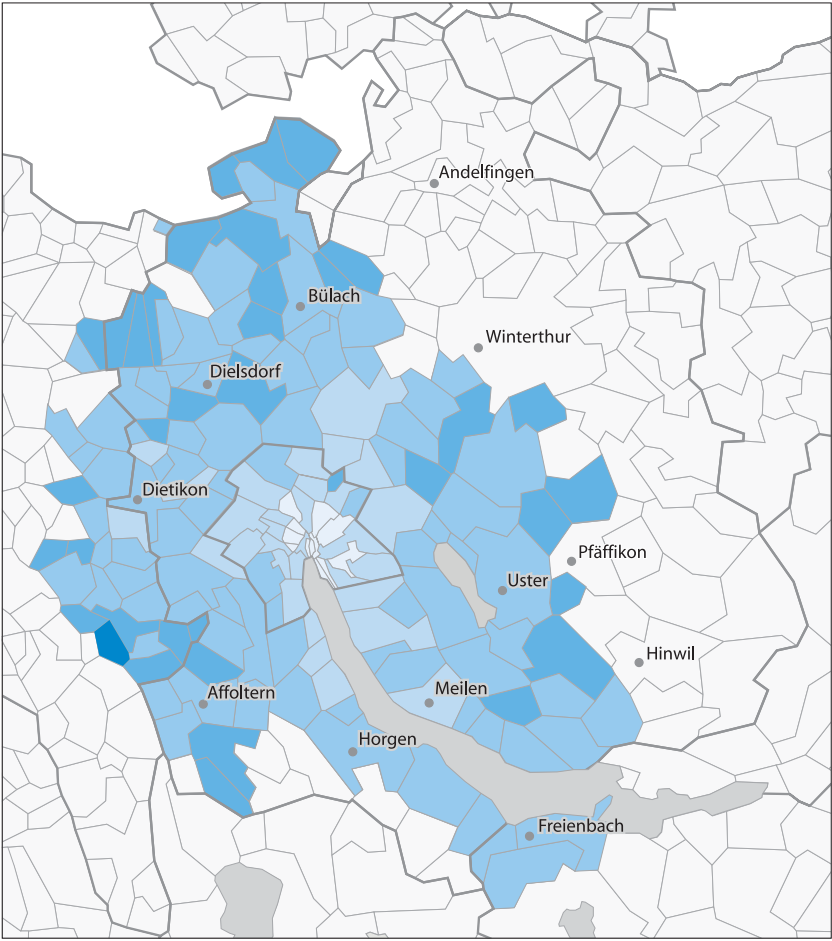 Andelfingen
Bülach
Winterthur
Dielsdorf
Dietikon
Pfäffikon
Uster
Hinwil
Affoltern
Meilen
Horgen
Freienbach